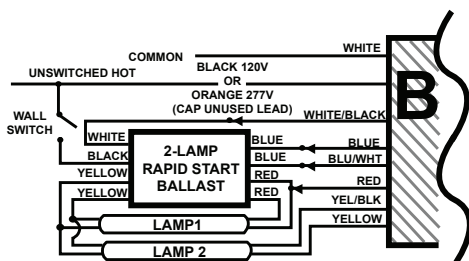 COMMON
WHITE
BLACK 120V
UNSWITCHED HOT
OR
ORANGE 277V
(CAP UNUSED LEAD)
WALL
SWITCH
WHITE/BLACK
B
WHITE
BLACK
YELLOW
YELLOW
2-LAMP
RAPID START
BALLAST
BLUE
BLUE
RED
RED
BLUE
BLU/WHT
RED
YEL/BLK
YELLOW
LAMP1
LAMP 2